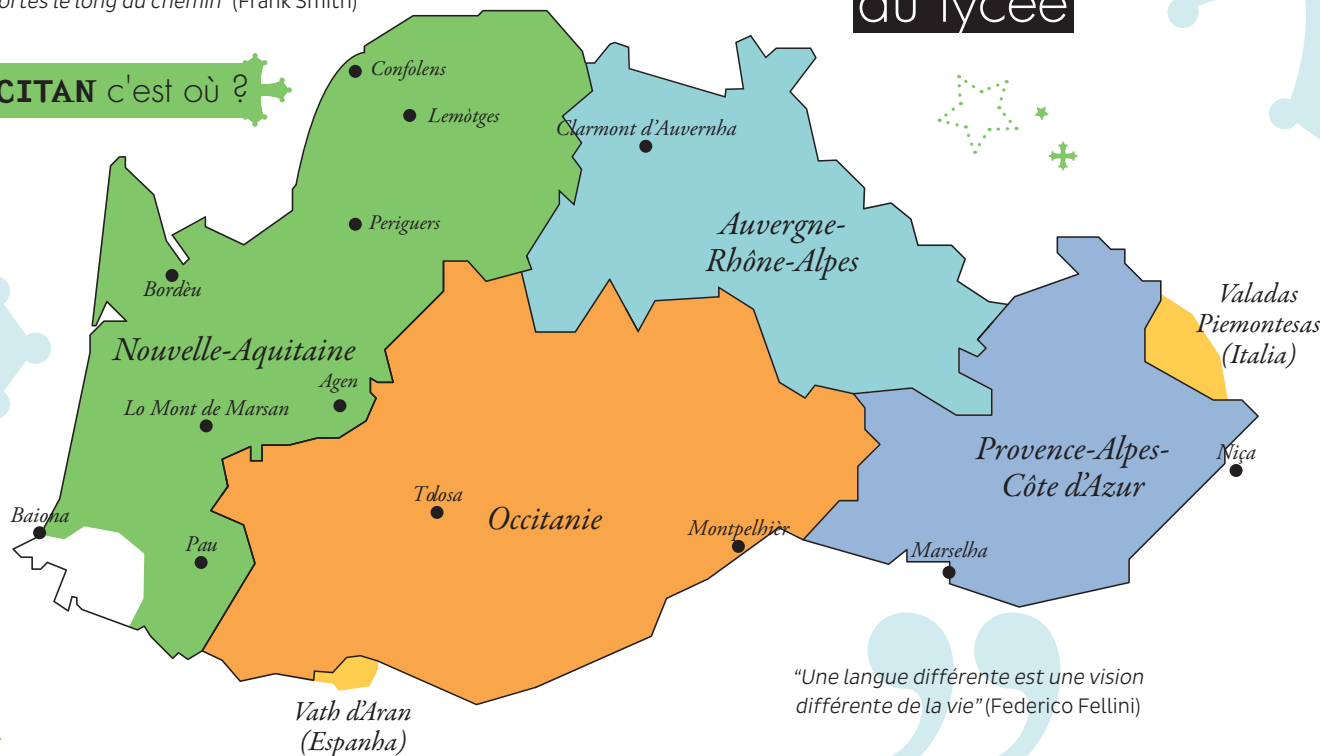 ortes le long du chemin" (Frank Smith)
du lycée
CITAN c'est où ?
Confolens
Lemòtges
Clarmont d'Auvernha
Periguers
Auvergne-
Rhône-Alpes
Bordèu
Valadas
Piemontesas
(Italia)
Nouvelle-Aquitaine
Agen
Lo Mont de Marsan
Provence-Alpes-
Côte d'Azur
Niça
Tolosa
Occitanie
Baiona
Montpelhièr
Pau
Marselha
"Une langue différente est une vision
différente de la vie" (Federico Fellini)
Vath d'Aran
(Espanha)